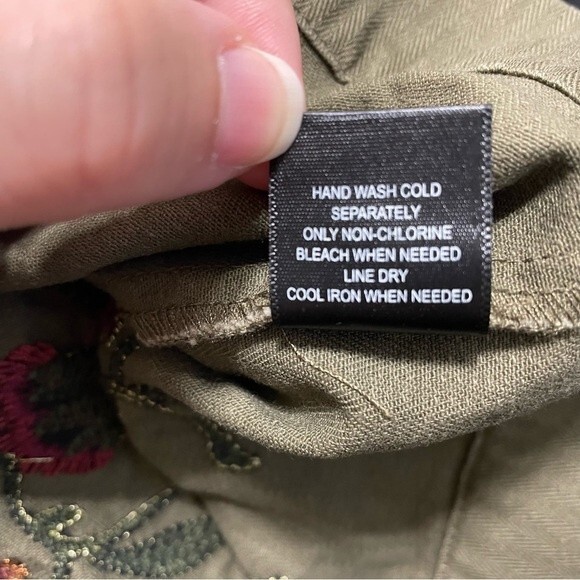 HAND WASH COLD
SEPARATELY
ONLY NON-CHLORINE
BLEACH WHEN NEEDED
LINE DRY
COOL IRON WHEN NEEDED